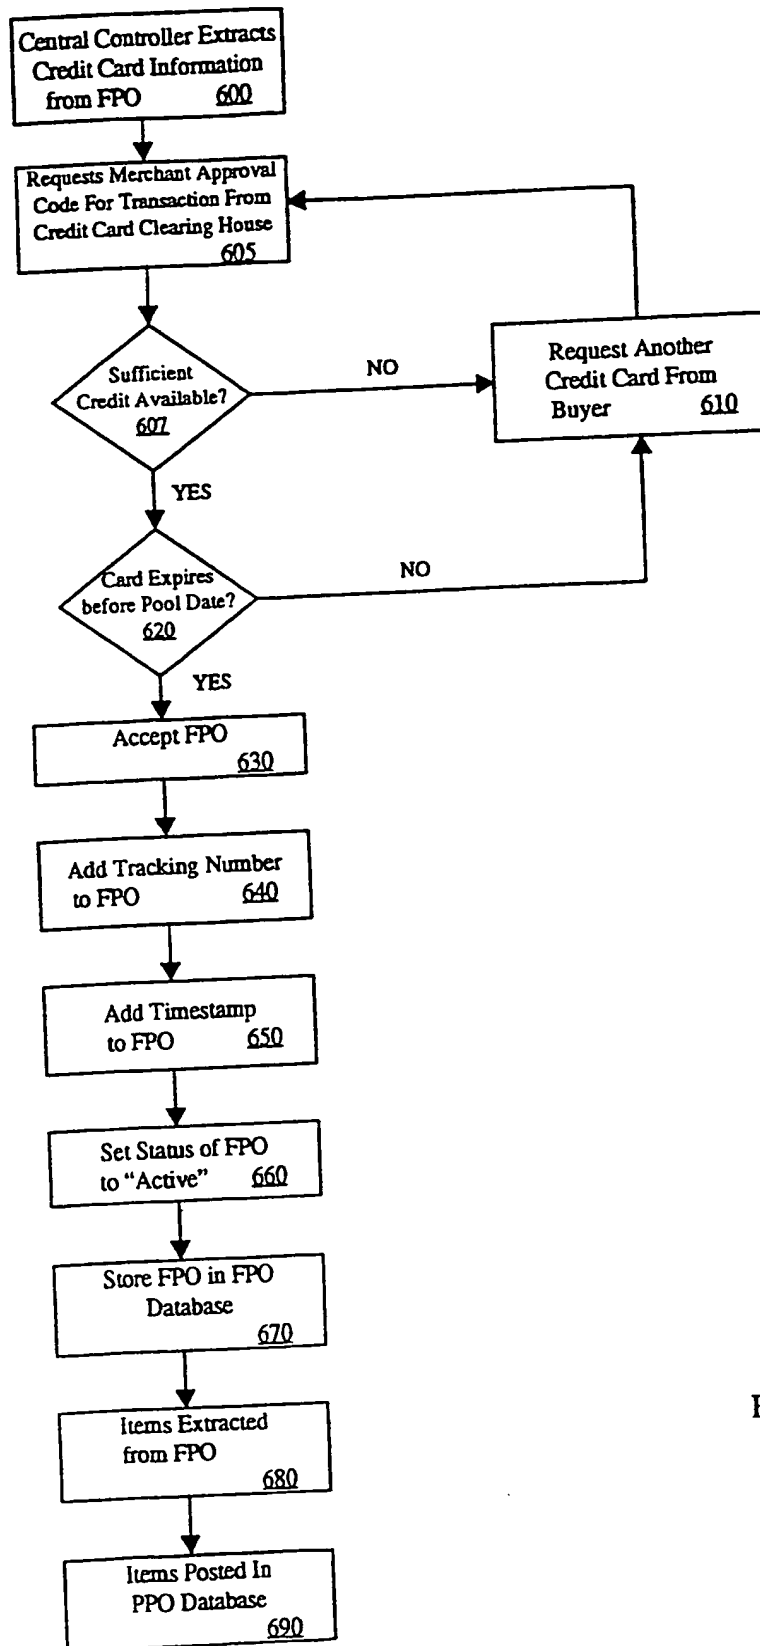 Central Controller Extracts
Credit Card Information
from FPO 600
Requests Merchant Approval
Code For Transaction From
Credit Card Clearing House
605
Sufficient
Credit Available?
607
NO
Request Another
Credit Card From
Buyer 610
YES
Card Expires
before Pool Date?
620
NO
YES
Accept FPO
630
Add Tracking Number
to FPO 640
Add Timestamp
to FPO 650
Set Status of FPO
to “Active” 660
Store FPO in FPO
Database
670
Items Extracted
from FPO
680
Items Posted In
PPO Database
690